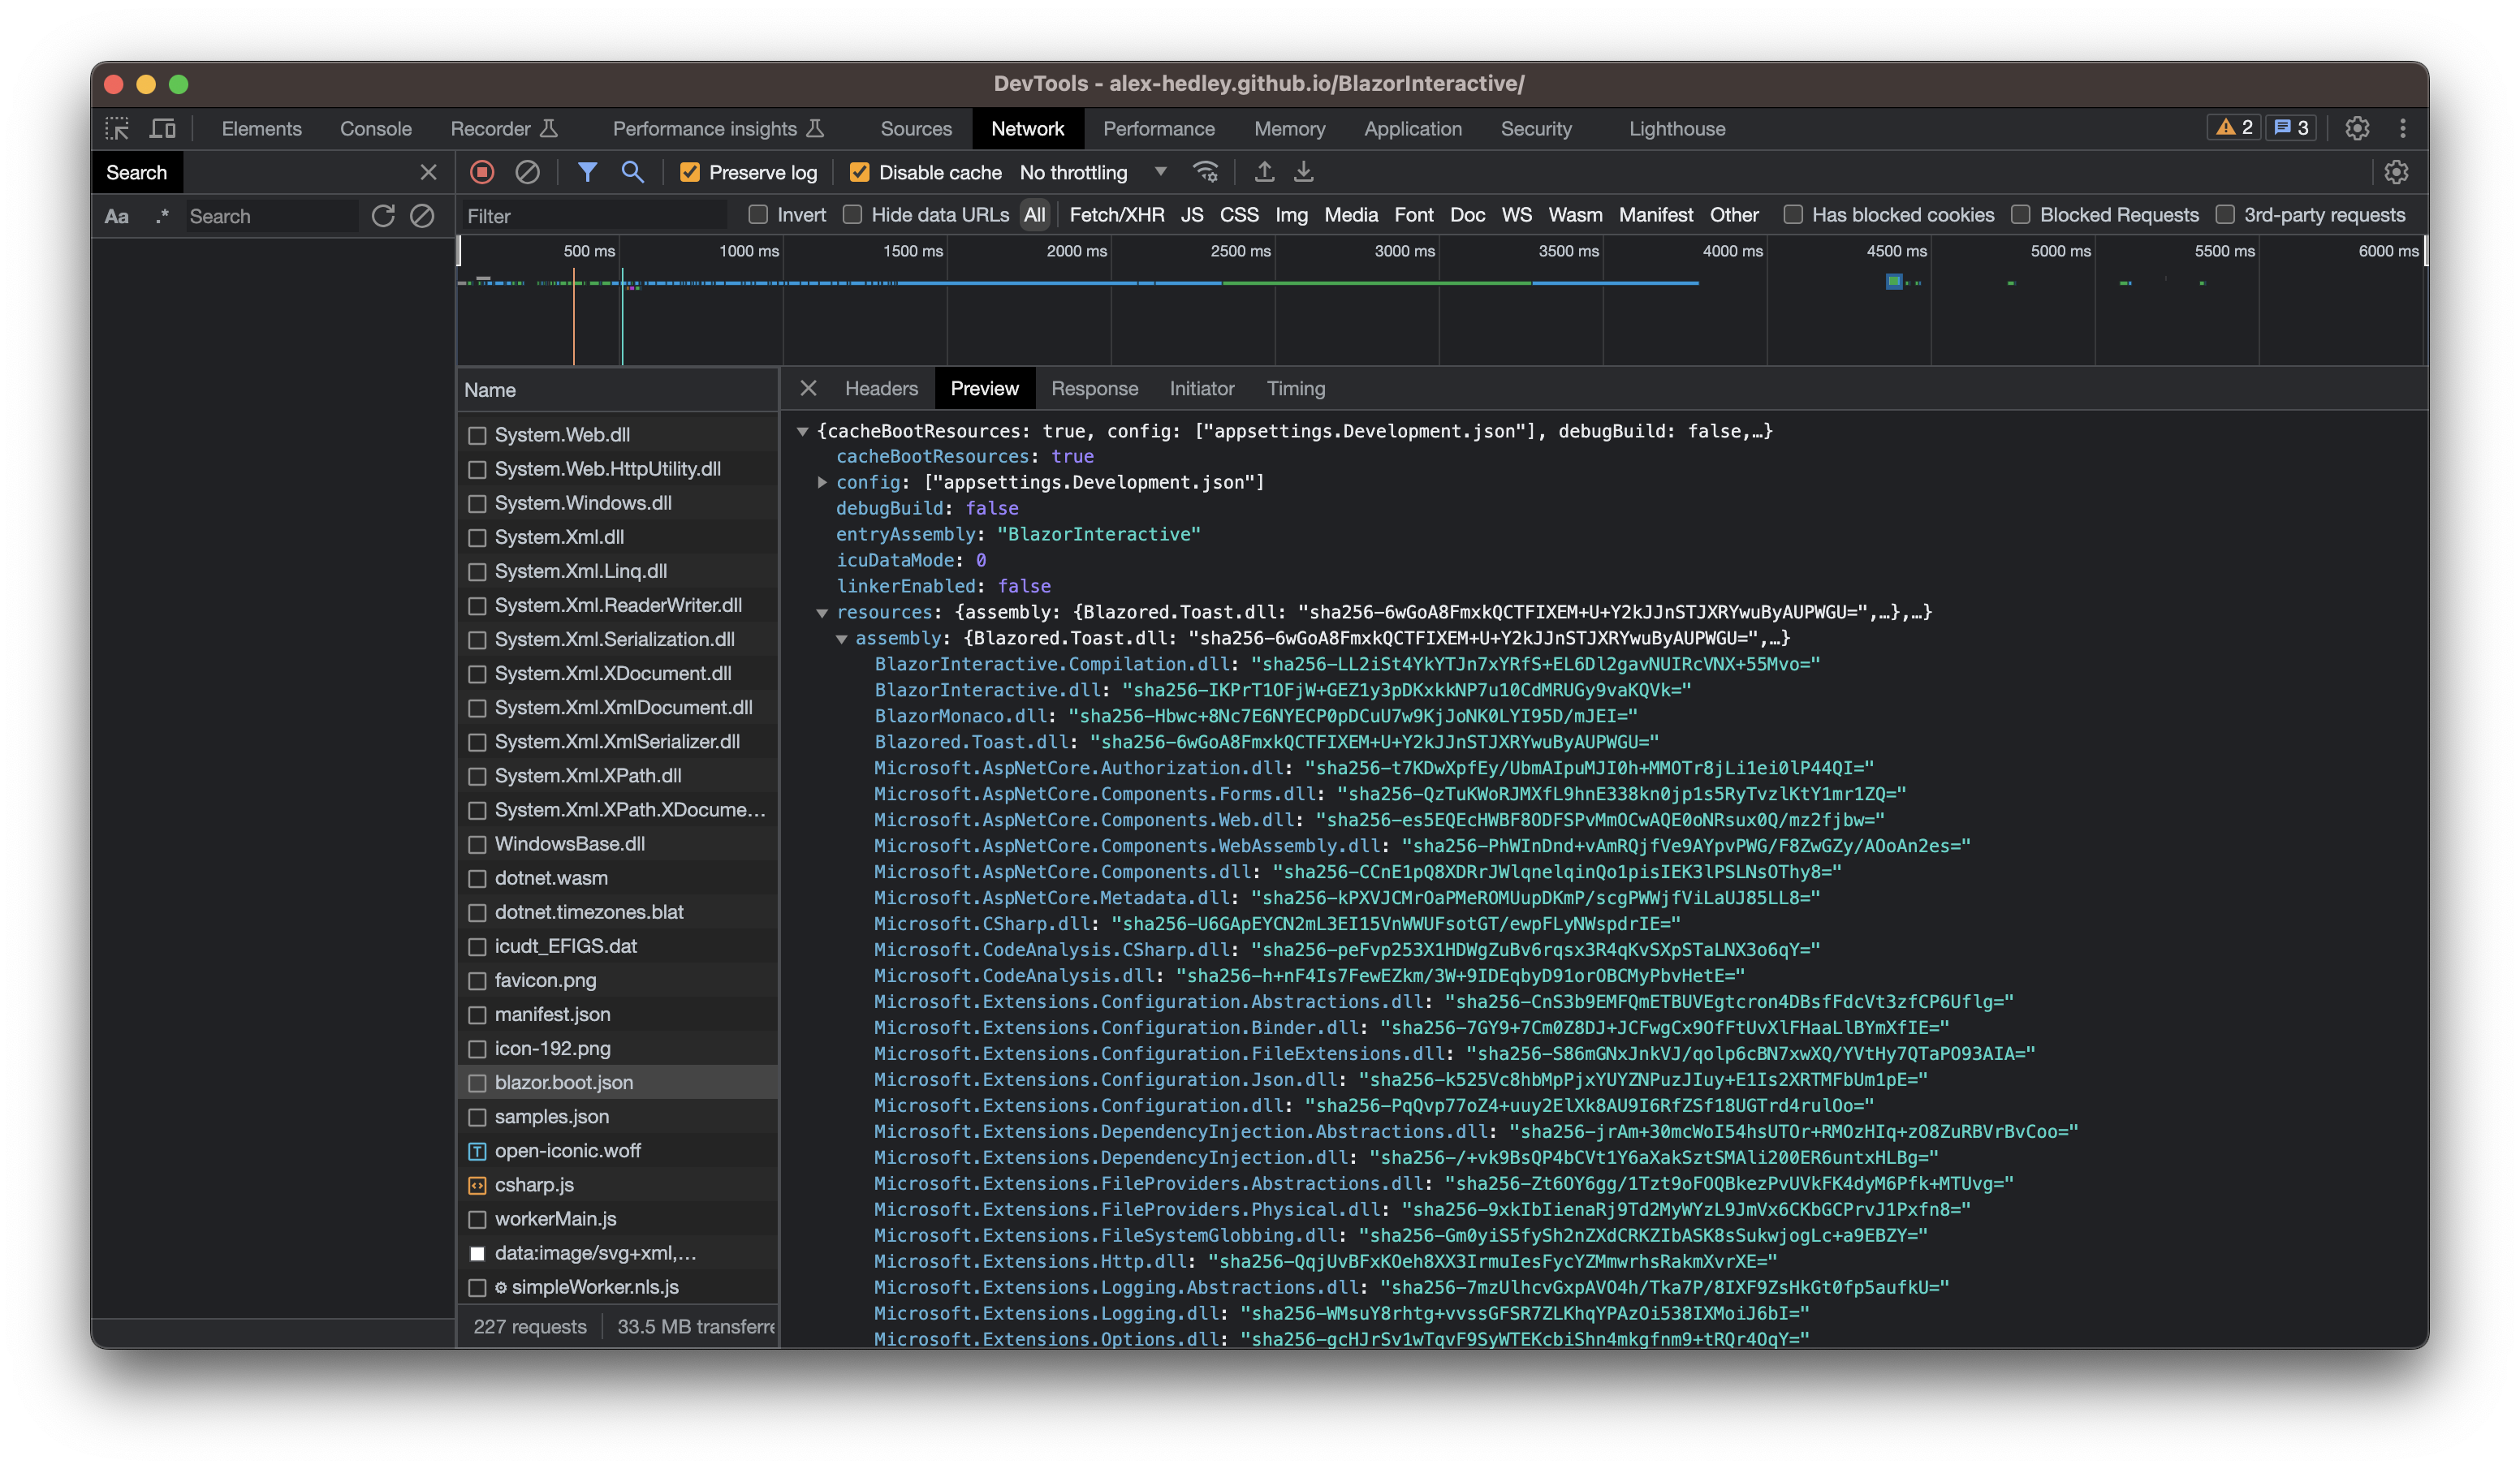 DevTools - alex-hedley.github.io/BlazorInteractive/
Elements Console Recorder Performance insights Sources Network Performance Memory Application Security Lighthouse 2 3
Search
Preserve log Disable cache No throttling
Aa .* Search
Filter Invert Hide data URLs All Fetch/XHR JS CSS Img Media Font Doc WS Wasm Manifest Other Has blocked cookies Blocked Requests 3rd-party requests
500 ms 1000 ms 1500 ms 2000 ms 2500 ms 3000 ms 3500 ms 4000 ms 4500 ms 5000 ms 5500 ms 6000 ms
Name
System.Web.dll
System.Web.HttpUtility.dll
System.Windows.dll
System.Xml.dll
System.Xml.Linq.dll
System.Xml.ReaderWriter.dll
System.Xml.Serialization.dll
System.Xml.XDocument.dll
System.Xml.XmlDocument.dll
System.Xml.XmlSerializer.dll
System.Xml.XPath.dll
System.Xml.XPath.XDocume...
WindowsBase.dll
dotnet.wasm
dotnet.timezones.blat
icudt_EFIGS.dat
favicon.png
manifest.json
icon-192.png
blazor.boot.json
samples.json
open-iconic.woff
csharp.js
workerMain.js
data:image/svg+xml,...
simpleWorker.nls.js
227 requests 33.5 MB transferre
Headers Preview Response Initiator Timing
{cacheBootResources: true, config: ["appsettings.Development.json"], debugBuild: false,…}
cacheBootResources: true
config: ["appsettings.Development.json"]
debugBuild: false
entryAssembly: "BlazorInteractive"
icuDataMode: 0
linkerEnabled: false
resources: {assembly: {Blazored.Toast.dll: "sha256-6wGoA8FmxkQCTFIXEM+U+Y2kJJnSTJXRYwuByAUPWGU=",…},…}
assembly: {Blazored.Toast.dll: "sha256-6wGoA8FmxkQCTFIXEM+U+Y2kJJnSTJXRYwuByAUPWGU=",…}
BlazorInteractive.Compilation.dll: "sha256-LL2iSt4YkYTJn7xYRfS+EL6Dl2gavNUIRcVNX+55Mvo="
BlazorInteractive.dll: "sha256-IKPrT1OFjW+GEZ1y3pDKxkkNP7u10CdMRUGy9vaKQVk="
BlazorMonaco.dll: "sha256-Hbwc+8Nc7E6NYECP0pDCuU7w9KjJoNK0LYI95D/mJEI="
Blazored.Toast.dll: "sha256-6wGoA8FmxkQCTFIXEM+U+Y2kJJnSTJXRYwuByAUPWGU="
Microsoft.AspNetCore.Authorization.dll: "sha256-t7KDwXpfEy/UbmAIpuMJI0h+MMOTr8jLi1ei0lP44QI="
Microsoft.AspNetCore.Components.Forms.dll: "sha256-QzTuKWoRJMXfL9hnE338kn0jp1s5RyTvzlKtY1mr1ZQ="
Microsoft.AspNetCore.Components.Web.dll: "sha256-es5EQEcHWBF8ODFSPvMmOCwAQE0oNRsux0Q/mz2fjbw="
Microsoft.AspNetCore.Components.WebAssembly.dll: "sha256-PhWInDnd+vAmRQjfVe9AYpvPWG/F8ZwGZy/AOoAn2es="
Microsoft.AspNetCore.Components.dll: "sha256-CCnE1pQ8XDRrJWlqnelqinQo1pisIEK3lPSLNsOThy8="
Microsoft.AspNetCore.Metadata.dll: "sha256-kPXVJCMrOaPMeROMUupDKmP/scgPWWjfViLaUJ85LL8="
Microsoft.CSharp.dll: "sha256-U6GApEYCN2mL3EI15VnWWUFsotGT/ewpFLyNWspdrIE="
Microsoft.CodeAnalysis.CSharp.dll: "sha256-peFvp253X1HDWgZuBv6rqsx3R4qKvSXpSTaLNX3o6qY="
Microsoft.CodeAnalysis.dll: "sha256-h+nF4Is7FewEZkm/3W+9IDEqbyD91orOBCMyPbvHetE="
Microsoft.Extensions.Configuration.Abstractions.dll: "sha256-CnS3b9EMFQmETBUVEgtcron4DBsfFdcVt3zfCP6Uflg="
Microsoft.Extensions.Configuration.Binder.dll: "sha256-7GY9+7Cm0Z8DJ+JCFwgCx9OfFtUvXlFHaaLlBYmXfIE="
Microsoft.Extensions.Configuration.FileExtensions.dll: "sha256-S86mGNxJnkVJ/qolp6cBN7xwXQ/YVtHy7QTaPO93AIA="
Microsoft.Extensions.Configuration.Json.dll: "sha256-k525Vc8hbMpPjxYUYZNPuzJIuy+E1Is2XRTMFbUm1pE="
Microsoft.Extensions.Configuration.dll: "sha256-PqQvp77oZ4+uuy2ElXk8AU9I6RfZSf18UGTrd4rulOo="
Microsoft.Extensions.DependencyInjection.Abstractions.dll: "sha256-jrAm+30mcWoI54hsUTOr+RMOzHIq+zO8ZuRBVrBvCoo="
Microsoft.Extensions.DependencyInjection.dll: "sha256-/+vk9BsQP4bCVt1Y6aXakSztSMAli200ER6untxHLBg="
Microsoft.Extensions.FileProviders.Abstractions.dll: "sha256-Zt6OY6gg/1Tzt9oFOQBkezPvUVkFK4dyM6Pfk+MTUvg="
Microsoft.Extensions.FileProviders.Physical.dll: "sha256-9xkIbIienaRj9Td2MyWYzL9JmVx6CKbGCPrvJ1Pxfn8="
Microsoft.Extensions.FileSystemGlobbing.dll: "sha256-Gm0yiS5fySh2nZXdCRKZIbASK8sSukwjogLc+a9EBZY="
Microsoft.Extensions.Http.dll: "sha256-QqjUvBFxKOeh8XX3IrmuIesFycYZMmwrhsRakmXvrXE="
Microsoft.Extensions.Logging.Abstractions.dll: "sha256-7mzUlhcvGxpAVO4h/Tka7P/8IXF9ZsHkGt0fp5aufkU="
Microsoft.Extensions.Logging.dll: "sha256-WMsuY8rhtg+vvssGFSR7ZLKhqYPAzOi538IXMoiJ6bI="
Microsoft.Extensions.Options.dll: "sha256-gcHJrSv1wTqvF9SyWTEKcbiShn4mkgfnm9+tRQr4OqY="